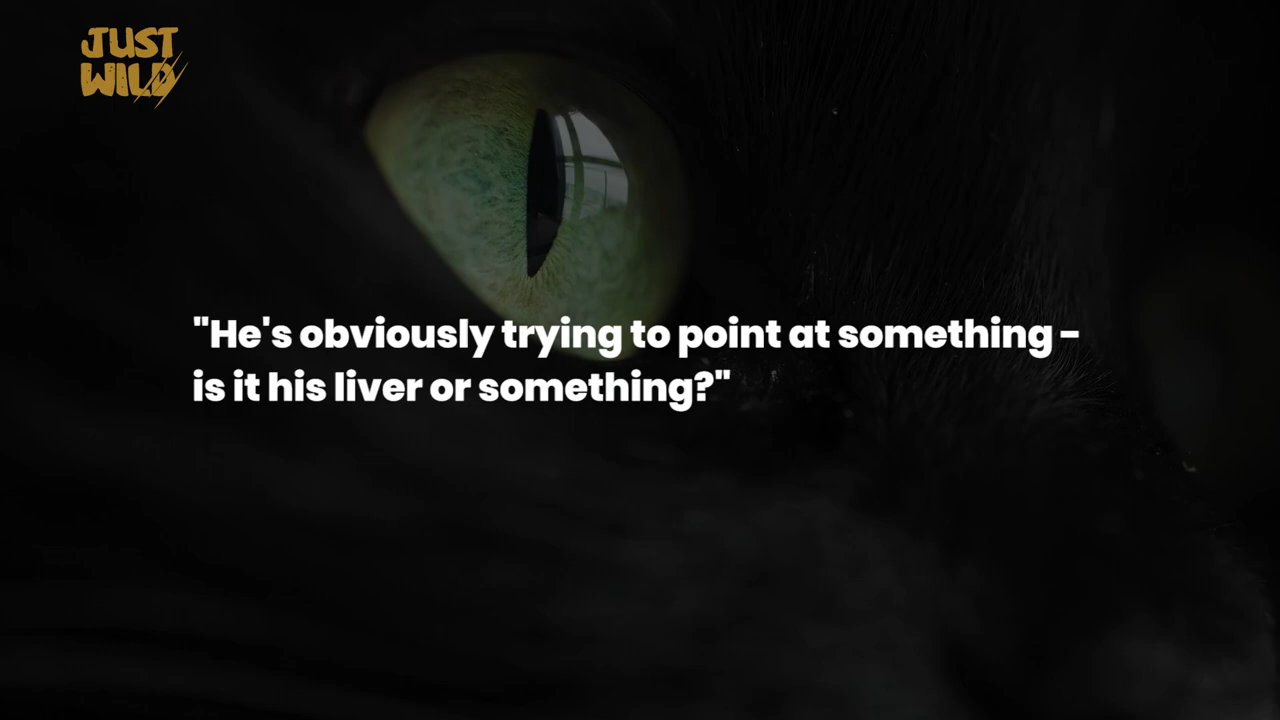 JUST
WILD
"He's obviously trying to point at something -
is it his liver or something?"